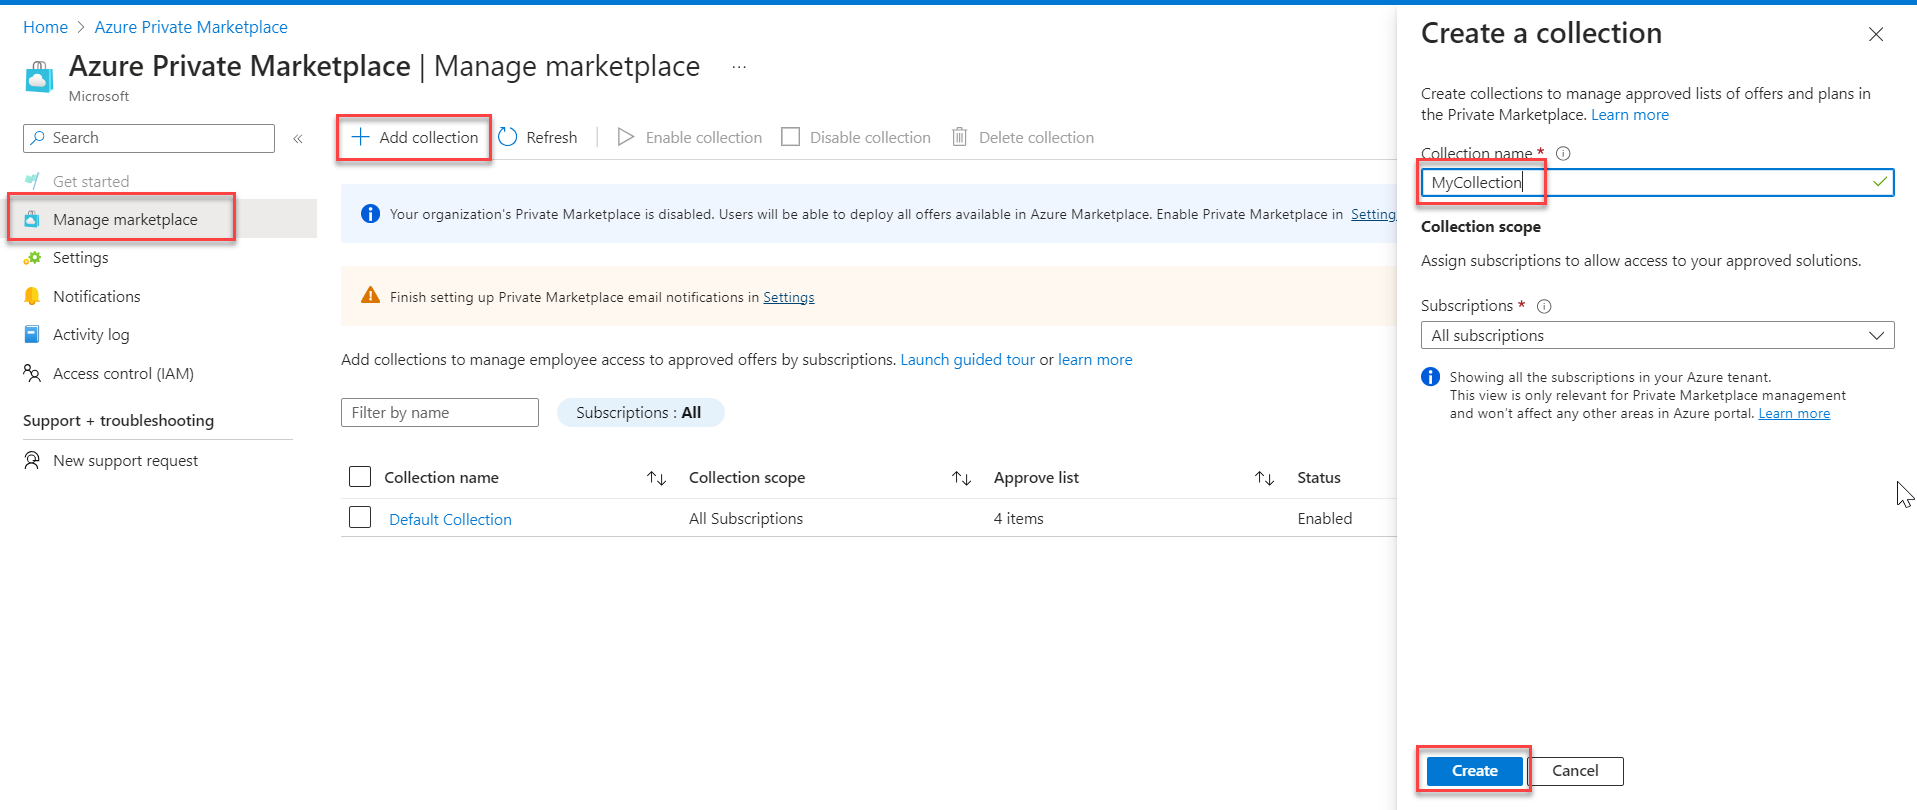 Home > Azure Private Marketplace
Azure Private Marketplace | Manage marketplace ...
Microsoft
Search «
Get started
Manage marketplace
Settings
Notifications
Activity log
Access control (IAM)
Support + troubleshooting
New support request
Add collection Refresh Enable collection Disable collection Delete collection
Your organization's Private Marketplace is disabled. Users will be able to deploy all offers available in Azure Marketplace. Enable Private Marketplace in Setting
Finish setting up Private Marketplace email notifications in Settings
Add collections to manage employee access to approved offers by subscriptions. Launch guided tour or learn more
Filter by name Subscriptions : All
Collection name Collection scope Approve list Status
Default Collection All Subscriptions 4 items Enabled
Create a collection
Create collections to manage approved lists of offers and plans in
the Private Marketplace. Learn more
Collection name *
MyCollection
Collection scope
Assign subscriptions to allow access to your approved solutions.
Subscriptions *
All subscriptions
Showing all the subscriptions in your Azure tenant.
This view is only relevant for Private Marketplace management
and won't affect any other areas in Azure portal. Learn more
Create Cancel